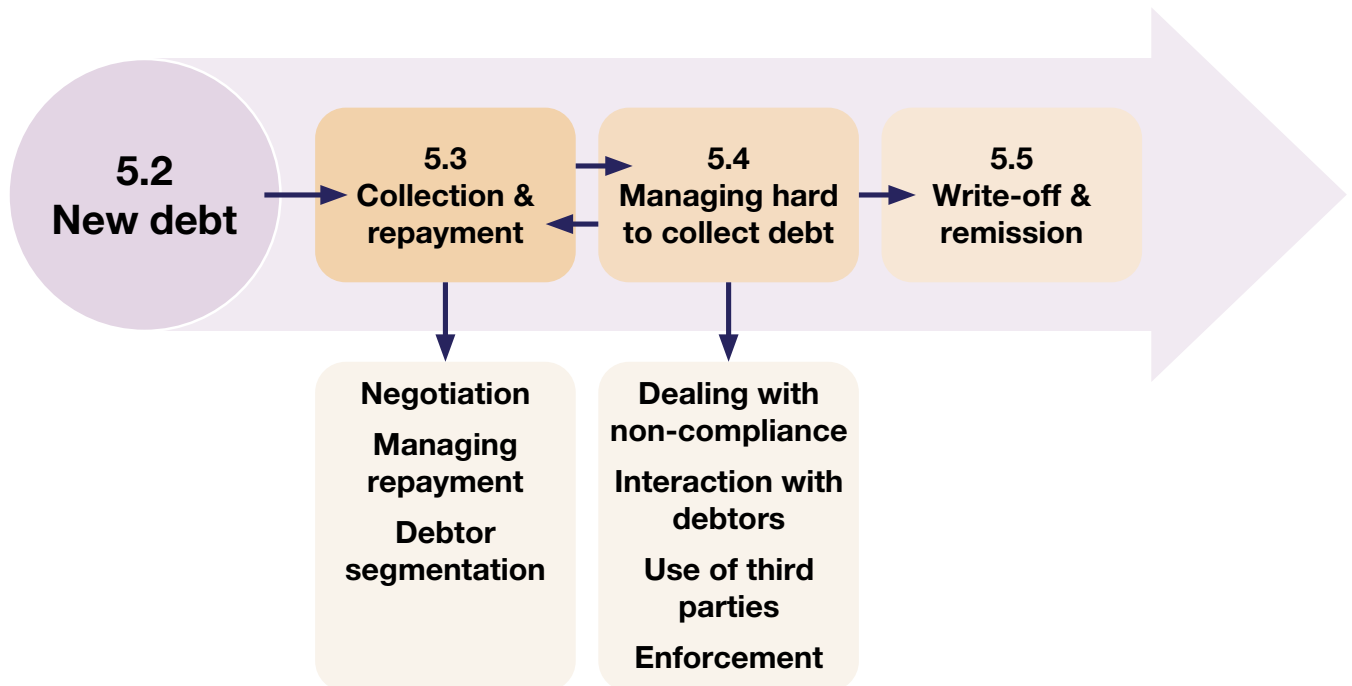 5.2
New debt
5.3
Collection &
repayment
5.4
Managing hard
to collect debt
5.5
Write-off &
remission
Negotiation
Managing
repayment
Debtor
segmentation
Dealing with
non-compliance
Interaction with
debtors
Use of third
parties
Enforcement